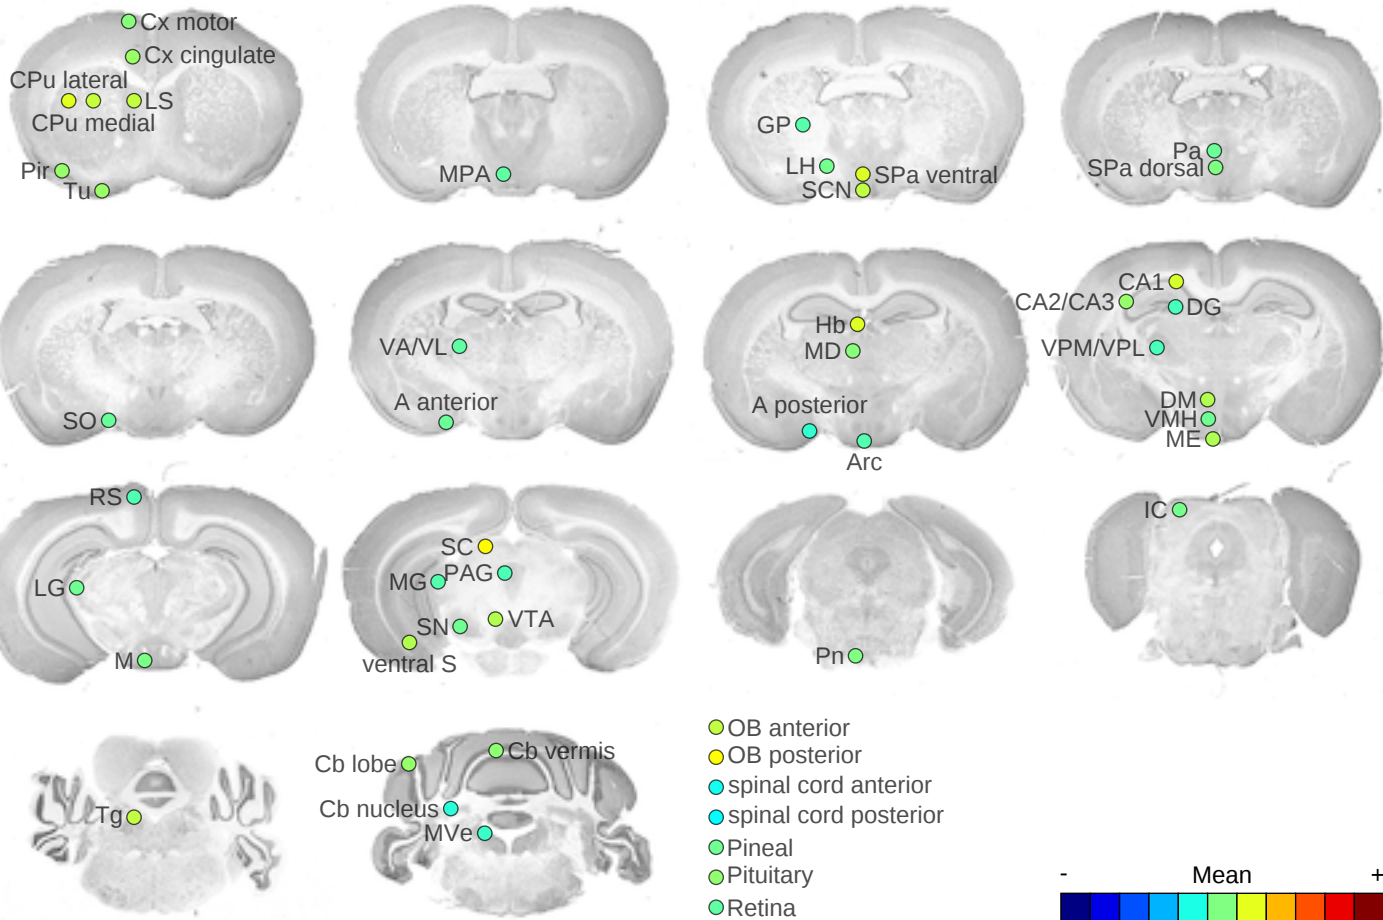 Cx motor
Cx cingulate
CPu lateral
LS
CPu medial
Pir
Tu
MPA
GP
LH
SPa ventral
SCN
Pa
SPa dorsal
SO
VA/VL
A anterior
Hb
MD
A posterior
Arc
CA1
CA2/CA3
DG
VPM/VPL
DM
VMH
ME
RS
LG
M
SC
MG
PAG
SN
VTA
ventral S
Pn
IC
Tg
Cb lobe
Cb vermis
Cb nucleus
MVe
OB anterior
OB posterior
spinal cord anterior
spinal cord posterior
Pineal
Pituitary
Retina
- Mean +